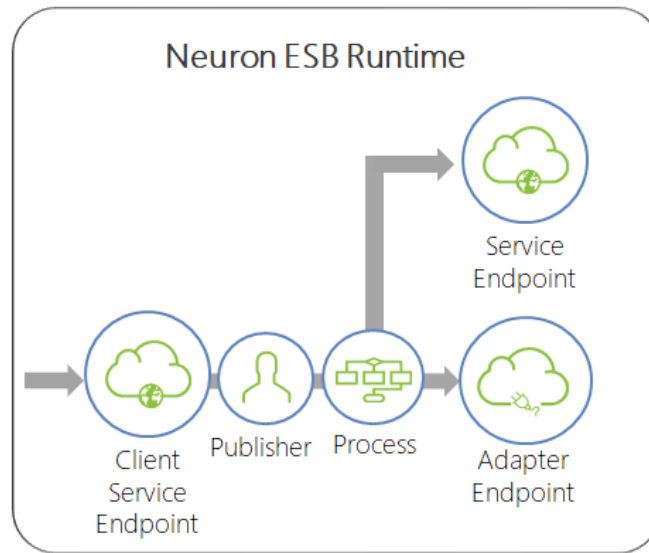 Neuron ESB Runtime
Service
Endpoint
Publisher
Process
Client
Service
Endpoint
Adapter
Endpoint